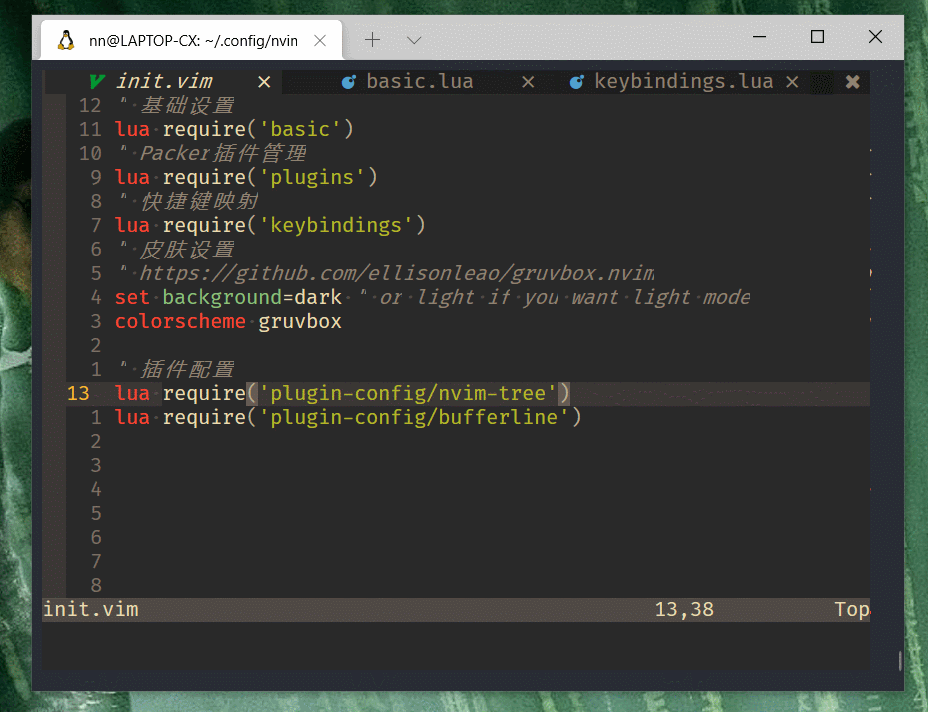 nn@LAPTOP-CX: ~/.config/nvin
init.vim basic.lua keybindings.lua
12 " 基础设置
11 lua require('basic')
10 " Packer插件管理
9 lua require('plugins')
8 " 快捷键映射
7 lua require('keybindings')
6 " 皮肤设置
5 " https://github.com/ellisonleao/gruvbox.nvim
4 set background=dark " or light if you want light mode
3 colorscheme gruvbox
2
1 " 插件配置
13 lua require('plugin-config/nvim-tree')
1 lua require('plugin-config/bufferline')
2
3
4
5
6
7
8
init.vim 13,38 Top